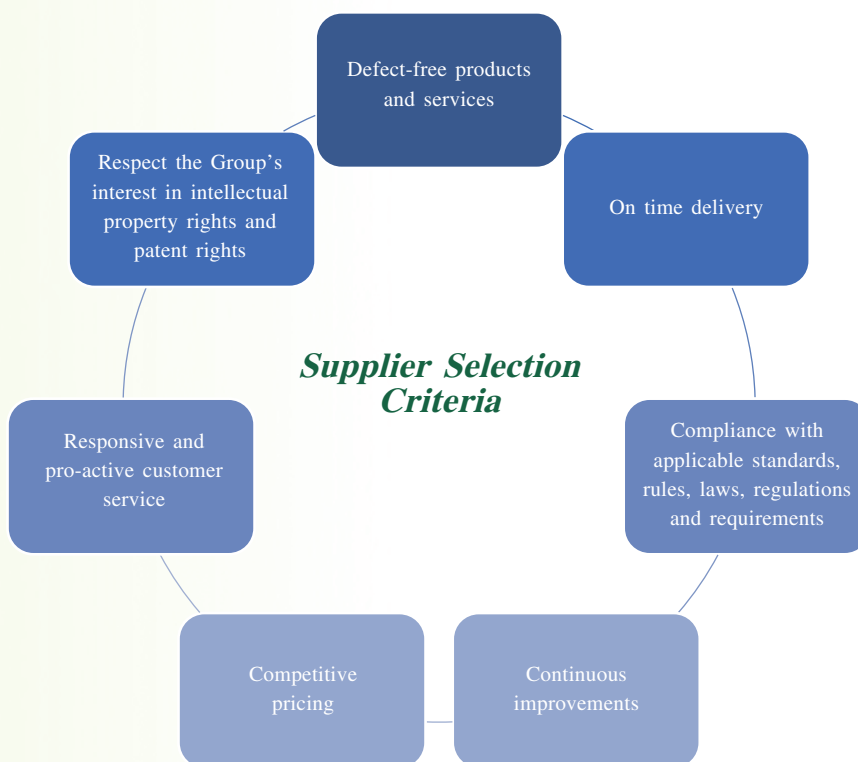 Defect-free products
and services
On time delivery
Compliance with
applicable standards,
rules, laws, regulations
and requirements
Continuous
improvements
Competitive
pricing
Responsive and
pro-active customer
service
Respect the Group's
interest in intellectual
property rights and
patent rights
Supplier Selection
Criteria